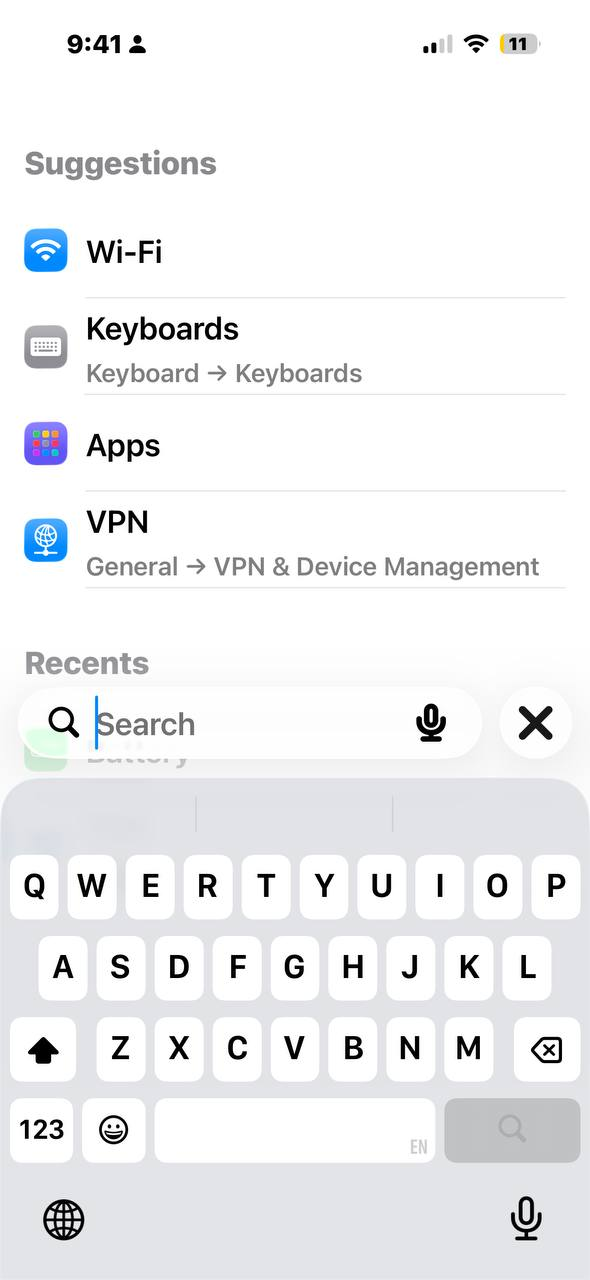 9:41
11
Suggestions
Wi-Fi
Keyboards
Keyboard → Keyboards
Apps
VPN
General → VPN & Device Management
Recents
Search
Battery
Q W E R T Y U I O P
A S D F G H J K L
Z X C V B N M
123
EN